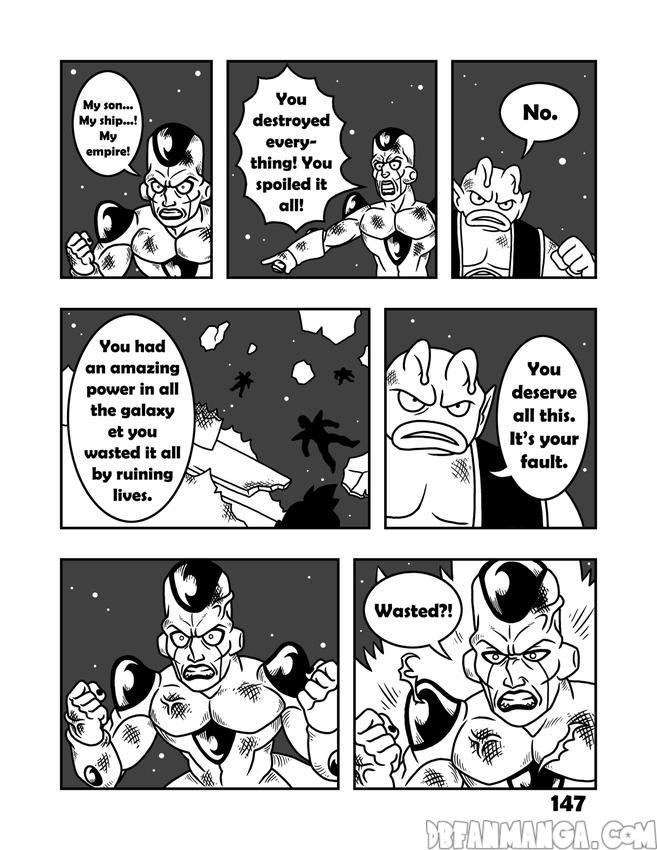 My son...
My ship...!
My
empire!
You
destroyed
every-
thing! You
spoiled it
all!
No.
You had
an amazing
power in all
the galaxy
et you
wasted it all
by ruining
lives.
You
deserve
all this.
It's your
fault.
Wasted?!
147
DBFANMANGA.COM